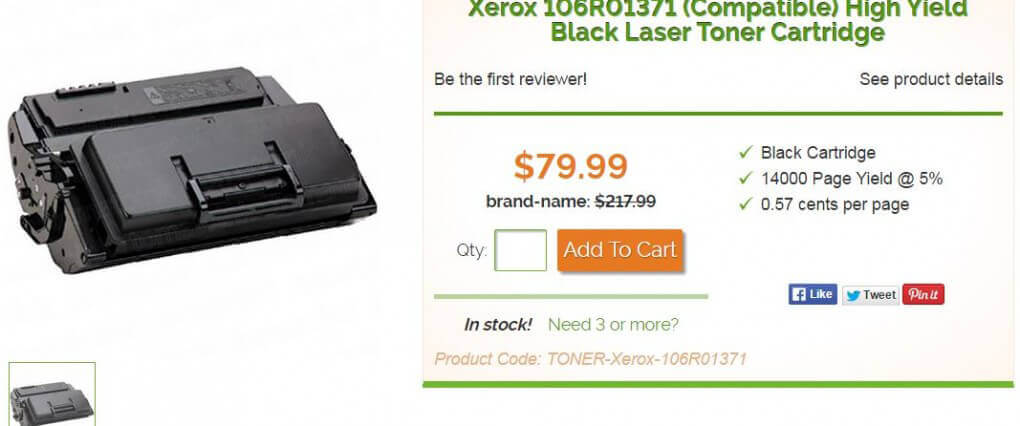 Xerox 106R01371 (Compatible) High Yield
Black Laser Toner Cartridge
Be the first reviewer!
See product details
$79.99
brand-name: $217.99
Qty:
Add To Cart
✓ Black Cartridge
✓ 14000 Page Yield @ 5%
✓ 0.57 cents per page
Like
Tweet
Pin it
In stock!
Need 3 or more?
Product Code: TONER-Xerox-106R01371